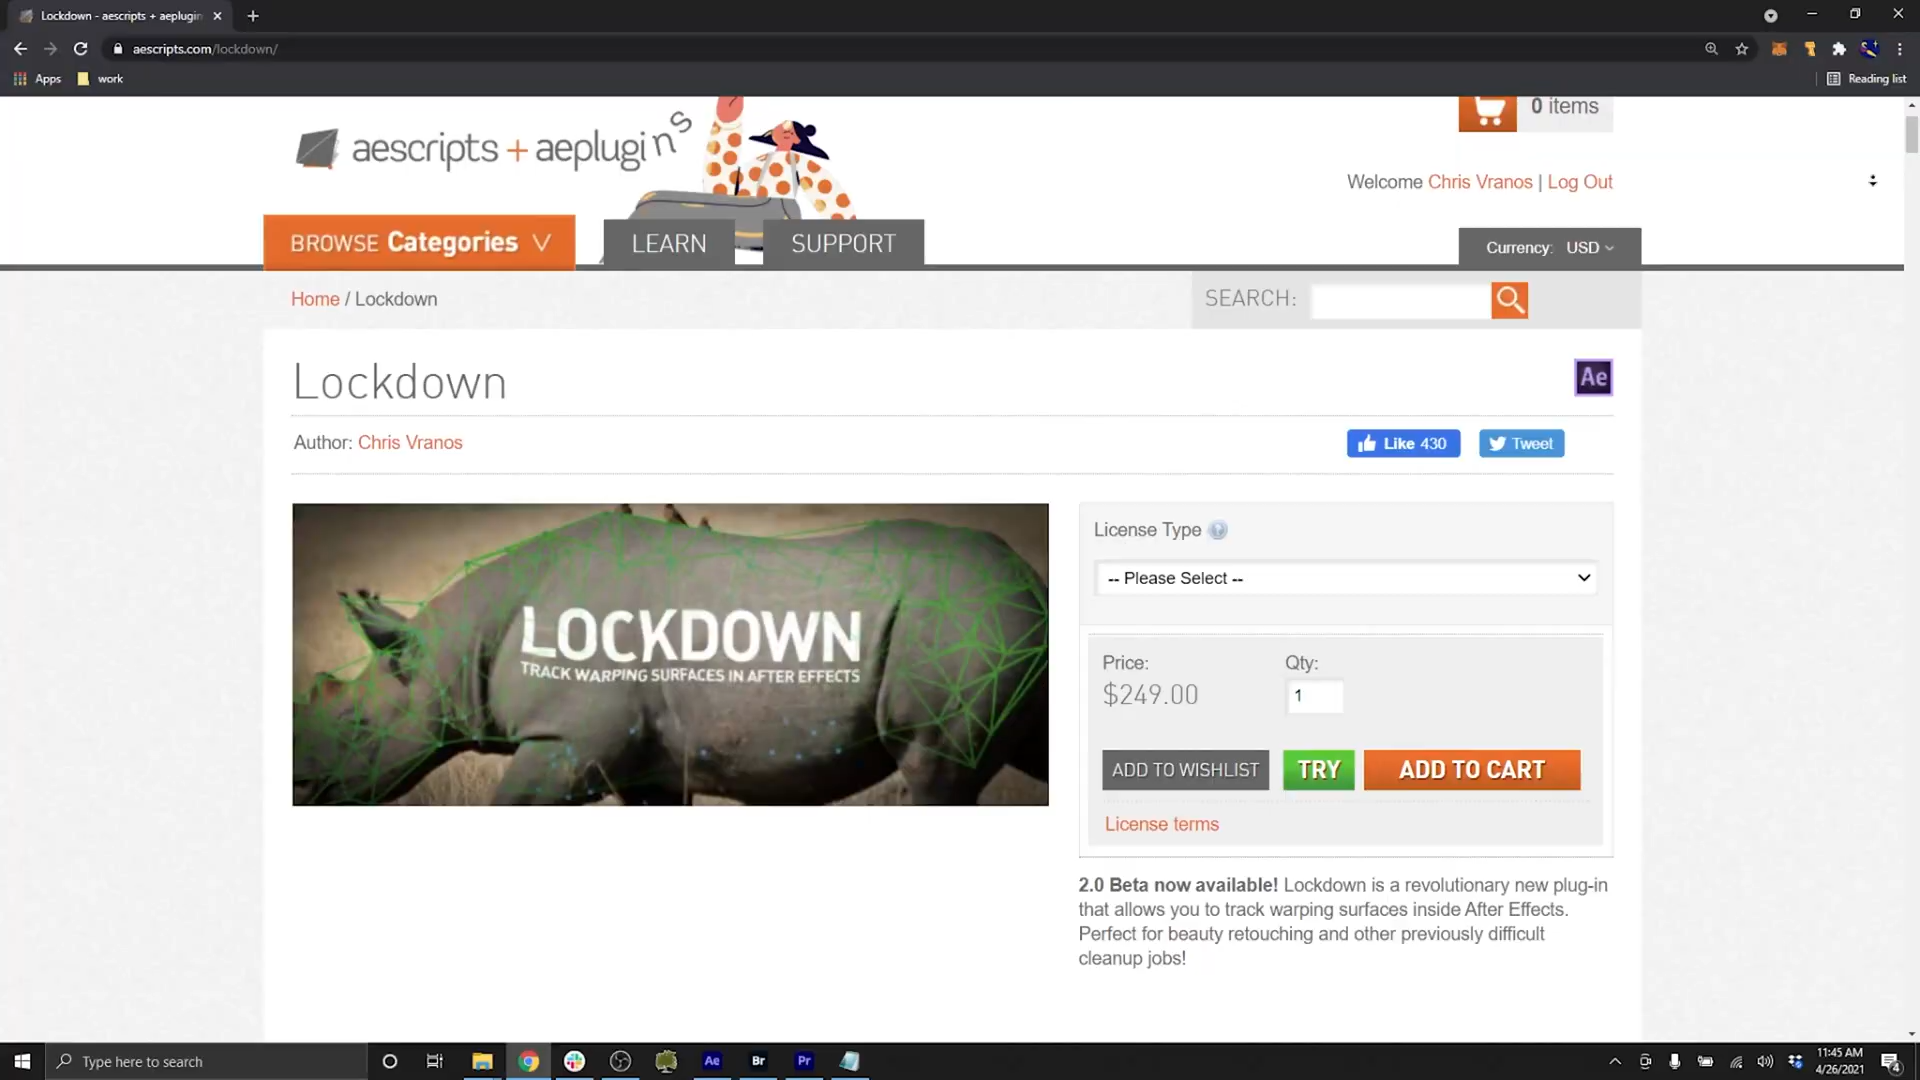 Lockdown - aescripts + aeplugin
aescripts.com/lockdown/
Apps
work
Reading list
aescripts + aeplugins
0 items
Welcome Chris Vranos | Log Out
BROWSE Categories
LEARN
SUPPORT
Currency: USD
Home / Lockdown
SEARCH:
Lockdown
Ae
Author: Chris Vranos
Like 430
Tweet
LOCKDOWN
TRACK WARPING SURFACES IN AFTER EFFECTS
License Type ?
-- Please Select --
Price:
Qty:
$249.00
1
ADD TO WISHLIST
TRY
ADD TO CART
License terms
2.0 Beta now available! Lockdown is a revolutionary new plug-in
that allows you to track warping surfaces inside After Effects.
Perfect for beauty retouching and other previously difficult
cleanup jobs!
Type here to search
Ae
Br
Pr
11:45 AM
4/26/2021
4